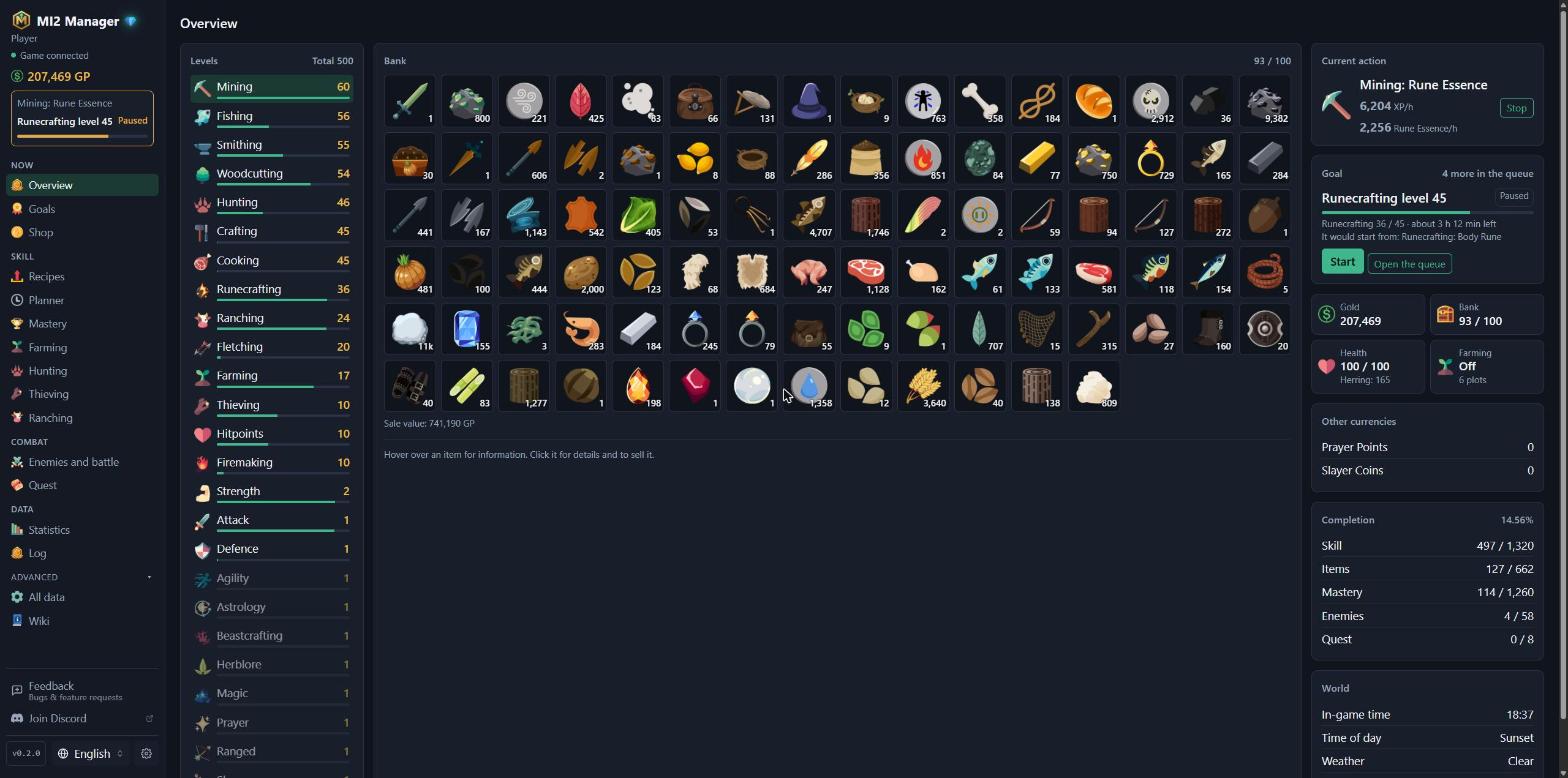 MI2 Manager
Player
Game connected
207,469 GP
Mining: Rune Essence
Runecrafting level 45 Paused
NOW
Overview
Goals
Shop
SKILL
Recipes
Planner
Mastery
Farming
Hunting
Thieving
Ranching
COMBAT
Enemies and battle
Quest
DATA
Statistics
Log
ADVANCED
All data
Wiki
Feedback
Bugs & feature requests
Join Discord
v0.2.0 English
Overview
Levels Total 500
Mining 60
Fishing 56
Smithing 55
Woodcutting 54
Hunting 46
Crafting 45
Cooking 45
Runecrafting 36
Ranching 24
Fletching 20
Farming 17
Thieving 10
Hitpoints 10
Firemaking 10
Strength 2
Attack 1
Defence 1
Agility 1
Astrology 1
Beastcrafting 1
Herblore 1
Magic 1
Prayer 1
Ranged 1
Bank 93 / 100
1 800 221 425 63 66 131 1 9 763 358 184 1 2,912 36 9,382
30 1 606 2 1 8 88 286 356 851 84 77 750 729 165 284
441 167 1,143 542 405 53 1 4,707 1,746 2 2 59 94 127 272 1
481 100 444 2,000 123 68 684 247 1,128 162 61 133 581 118 154 5
11k 155 3 283 184 245 79 55 9 1 707 15 315 27 160 20
40 83 1,277 1 198 1 1 1,358 12 3,640 40 138 809
Sale value: 741,190 GP
Hover over an item for information. Click it for details and to sell it.
Current action
Mining: Rune Essence
6,204 XP/h
2,256 Rune Essence/h
Stop
Goal 4 more in the queue
Runecrafting level 45 Paused
Runecrafting 36 / 45 · about 3 h 12 min left
It would start from: Runecrafting: Body Rune
Start Open the queue
Gold
207,469
Bank
93 / 100
Health
100 / 100
Herring: 165
Farming
Off
6 plots
Other currencies
Prayer Points 0
Slayer Coins 0
Completion 14.56%
Skill 497 / 1,320
Items 127 / 662
Mastery 114 / 1,260
Enemies 4 / 58
Quest 0 / 8
World
In-game time 18:37
Time of day Sunset
Weather Clear